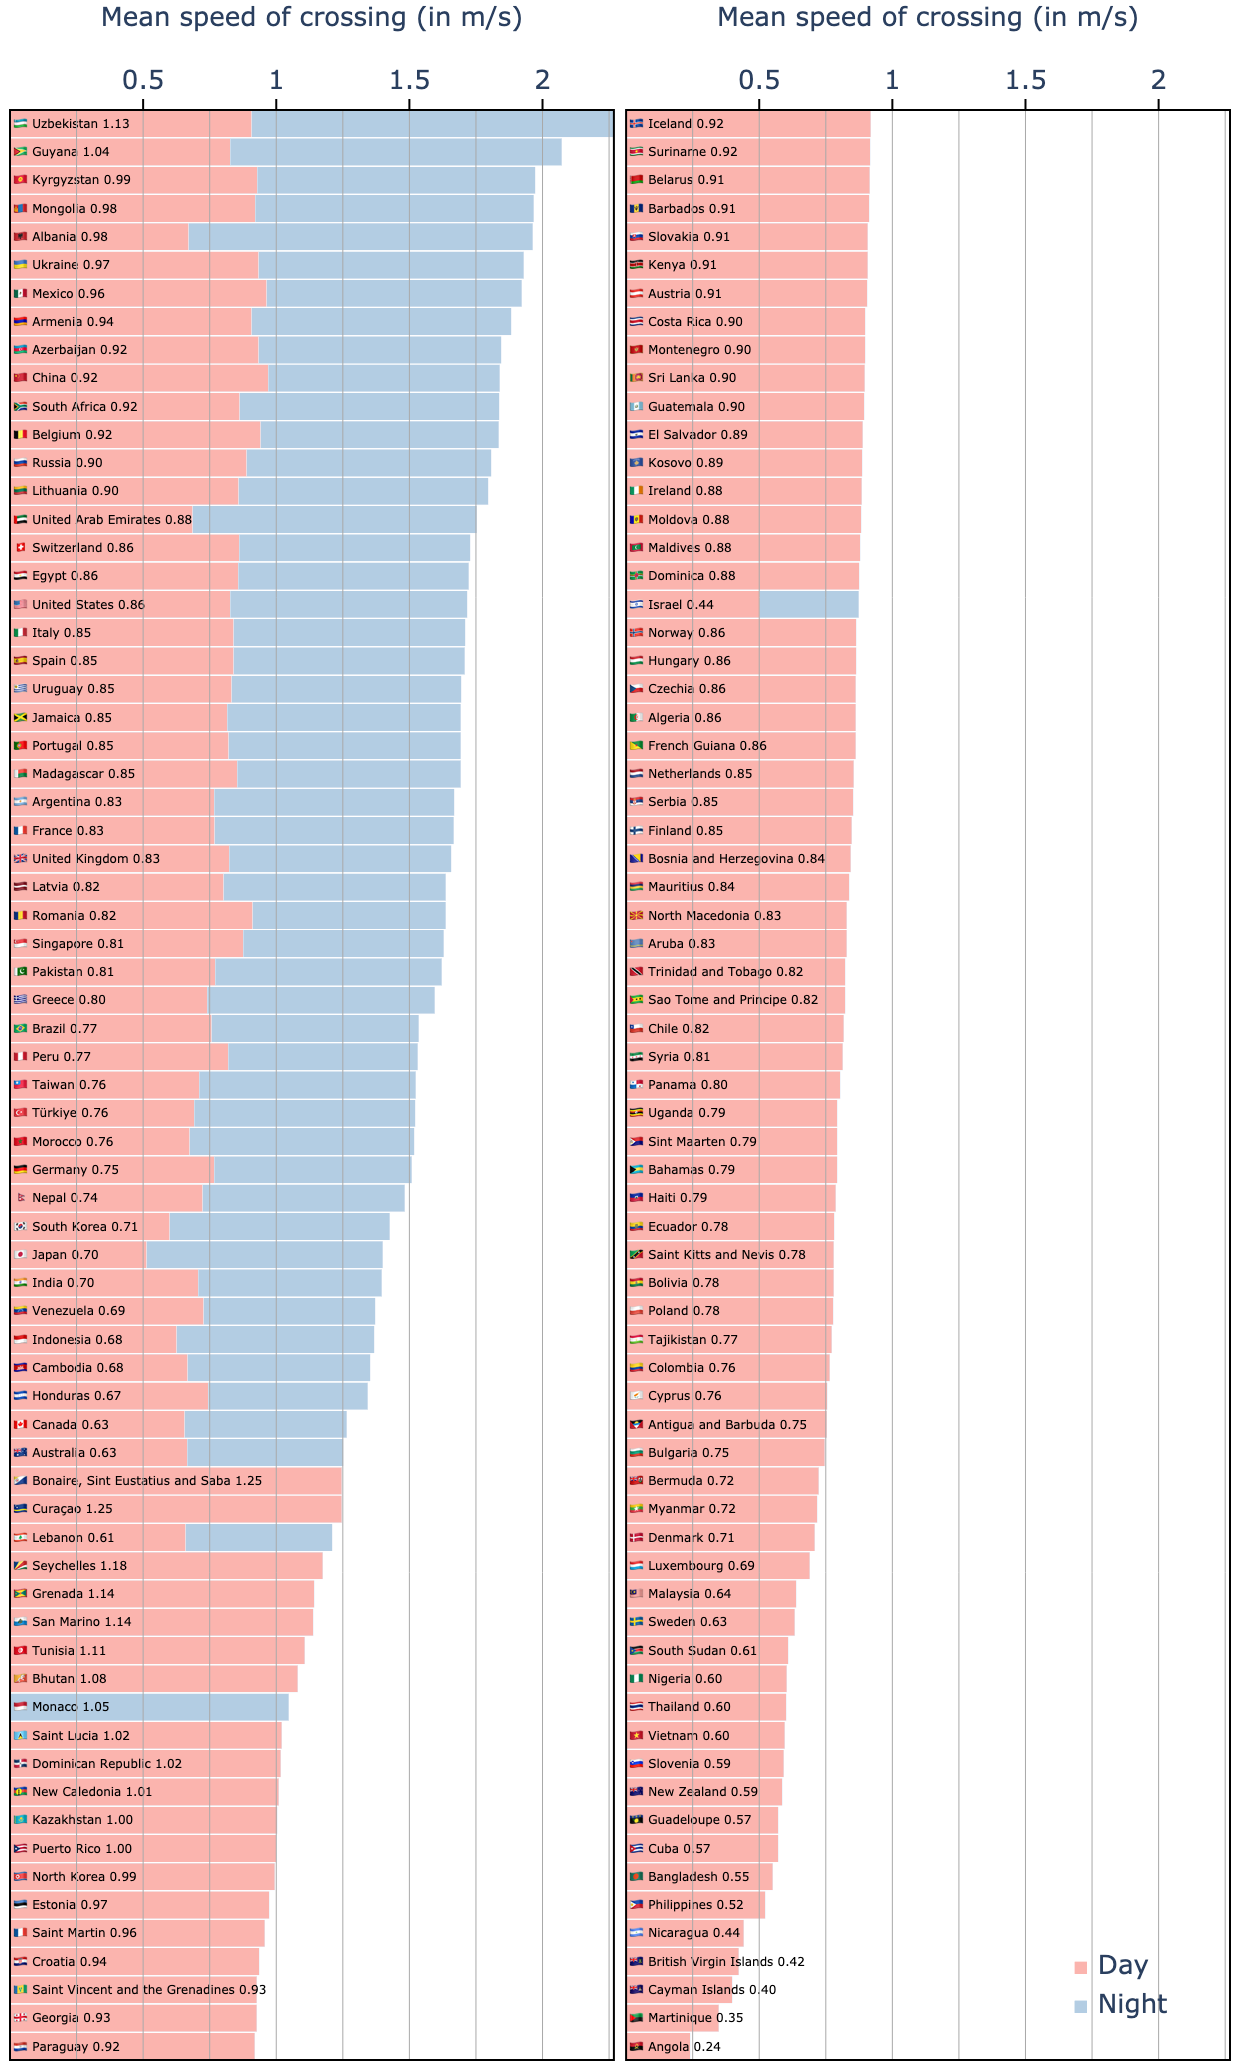 Mean speed of crossing (in m/s)
0.5 1 1.5 2
Uzbekistan 1.13
Guyana 1.04
Kyrgyzstan 0.99
Mongolia 0.98
Albania 0.98
Ukraine 0.97
Mexico 0.96
Armenia 0.94
Azerbaijan 0.92
China 0.92
South Africa 0.92
Belgium 0.92
Russia 0.90
Lithuania 0.90
United Arab Emirates 0.88
Switzerland 0.86
Egypt 0.86
United States 0.86
Italy 0.85
Spain 0.85
Uruguay 0.85
Jamaica 0.85
Portugal 0.85
Madagascar 0.85
Argentina 0.83
France 0.83
United Kingdom 0.83
Latvia 0.82
Romania 0.82
Singapore 0.81
Pakistan 0.81
Greece 0.80
Brazil 0.77
Peru 0.77
Taiwan 0.76
Türkiye 0.76
Morocco 0.76
Germany 0.75
Nepal 0.74
South Korea 0.71
Japan 0.70
India 0.70
Venezuela 0.69
Indonesia 0.68
Cambodia 0.68
Honduras 0.67
Canada 0.63
Australia 0.63
Bonaire, Sint Eustatius and Saba 1.25
Curaçao 1.25
Lebanon 0.61
Seychelles 1.18
Grenada 1.14
San Marino 1.14
Tunisia 1.11
Bhutan 1.08
Monaco 1.05
Saint Lucia 1.02
Dominican Republic 1.02
New Caledonia 1.01
Kazakhstan 1.00
Puerto Rico 1.00
North Korea 0.99
Estonia 0.97
Saint Martin 0.96
Croatia 0.94
Saint Vincent and the Grenadines 0.93
Georgia 0.93
Paraguay 0.92
Mean speed of crossing (in m/s)
0.5 1 1.5 2
Iceland 0.92
Suriname 0.92
Belarus 0.91
Barbados 0.91
Slovakia 0.91
Kenya 0.91
Austria 0.91
Costa Rica 0.90
Montenegro 0.90
Sri Lanka 0.90
Guatemala 0.90
El Salvador 0.89
Kosovo 0.89
Ireland 0.88
Moldova 0.88
Maldives 0.88
Dominica 0.88
Israel 0.44
Norway 0.86
Hungary 0.86
Czechia 0.86
Algeria 0.86
French Guiana 0.86
Netherlands 0.85
Serbia 0.85
Finland 0.85
Bosnia and Herzegovina 0.84
Mauritius 0.84
North Macedonia 0.83
Aruba 0.83
Trinidad and Tobago 0.82
Sao Tome and Principe 0.82
Chile 0.82
Syria 0.81
Panama 0.80
Uganda 0.79
Sint Maarten 0.79
Bahamas 0.79
Haiti 0.79
Ecuador 0.78
Saint Kitts and Nevis 0.78
Bolivia 0.78
Poland 0.78
Tajikistan 0.77
Colombia 0.76
Cyprus 0.76
Antigua and Barbuda 0.75
Bulgaria 0.75
Bermuda 0.72
Myanmar 0.72
Denmark 0.71
Luxembourg 0.69
Malaysia 0.64
Sweden 0.63
South Sudan 0.61
Nigeria 0.60
Thailand 0.60
Vietnam 0.60
Slovenia 0.59
New Zealand 0.59
Guadeloupe 0.57
Cuba 0.57
Bangladesh 0.55
Philippines 0.52
Nicaragua 0.44
British Virgin Islands 0.42
Cayman Islands 0.40
Martinique 0.35
Angola 0.24
Day
Night